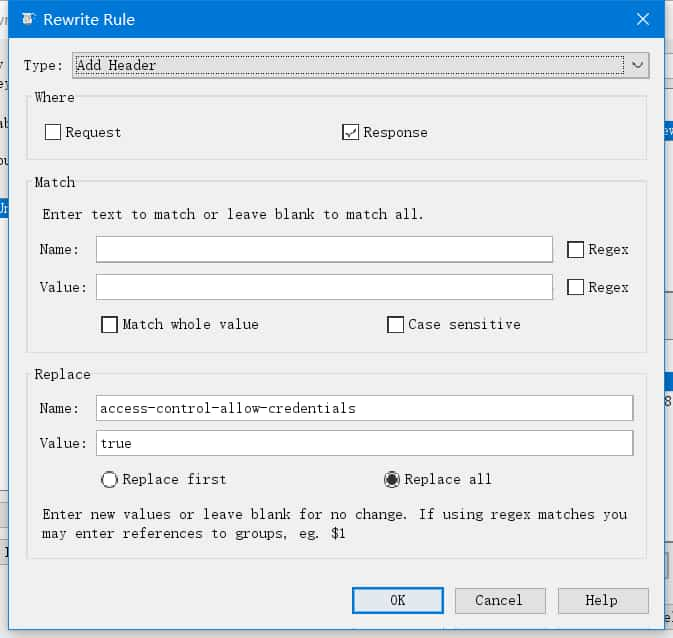 Rewrite Rule
Type: Add Header
Where
Request Response
Match
Enter text to match or leave blank to match all.
Name: Regex
Value: Regex
Match whole value Case sensitive
Replace
Name: access-control-allow-credentials
Value: true
Replace first Replace all
Enter new values or leave blank for no change. If using regex matches you
may enter references to groups, eg. $1
OK Cancel Help